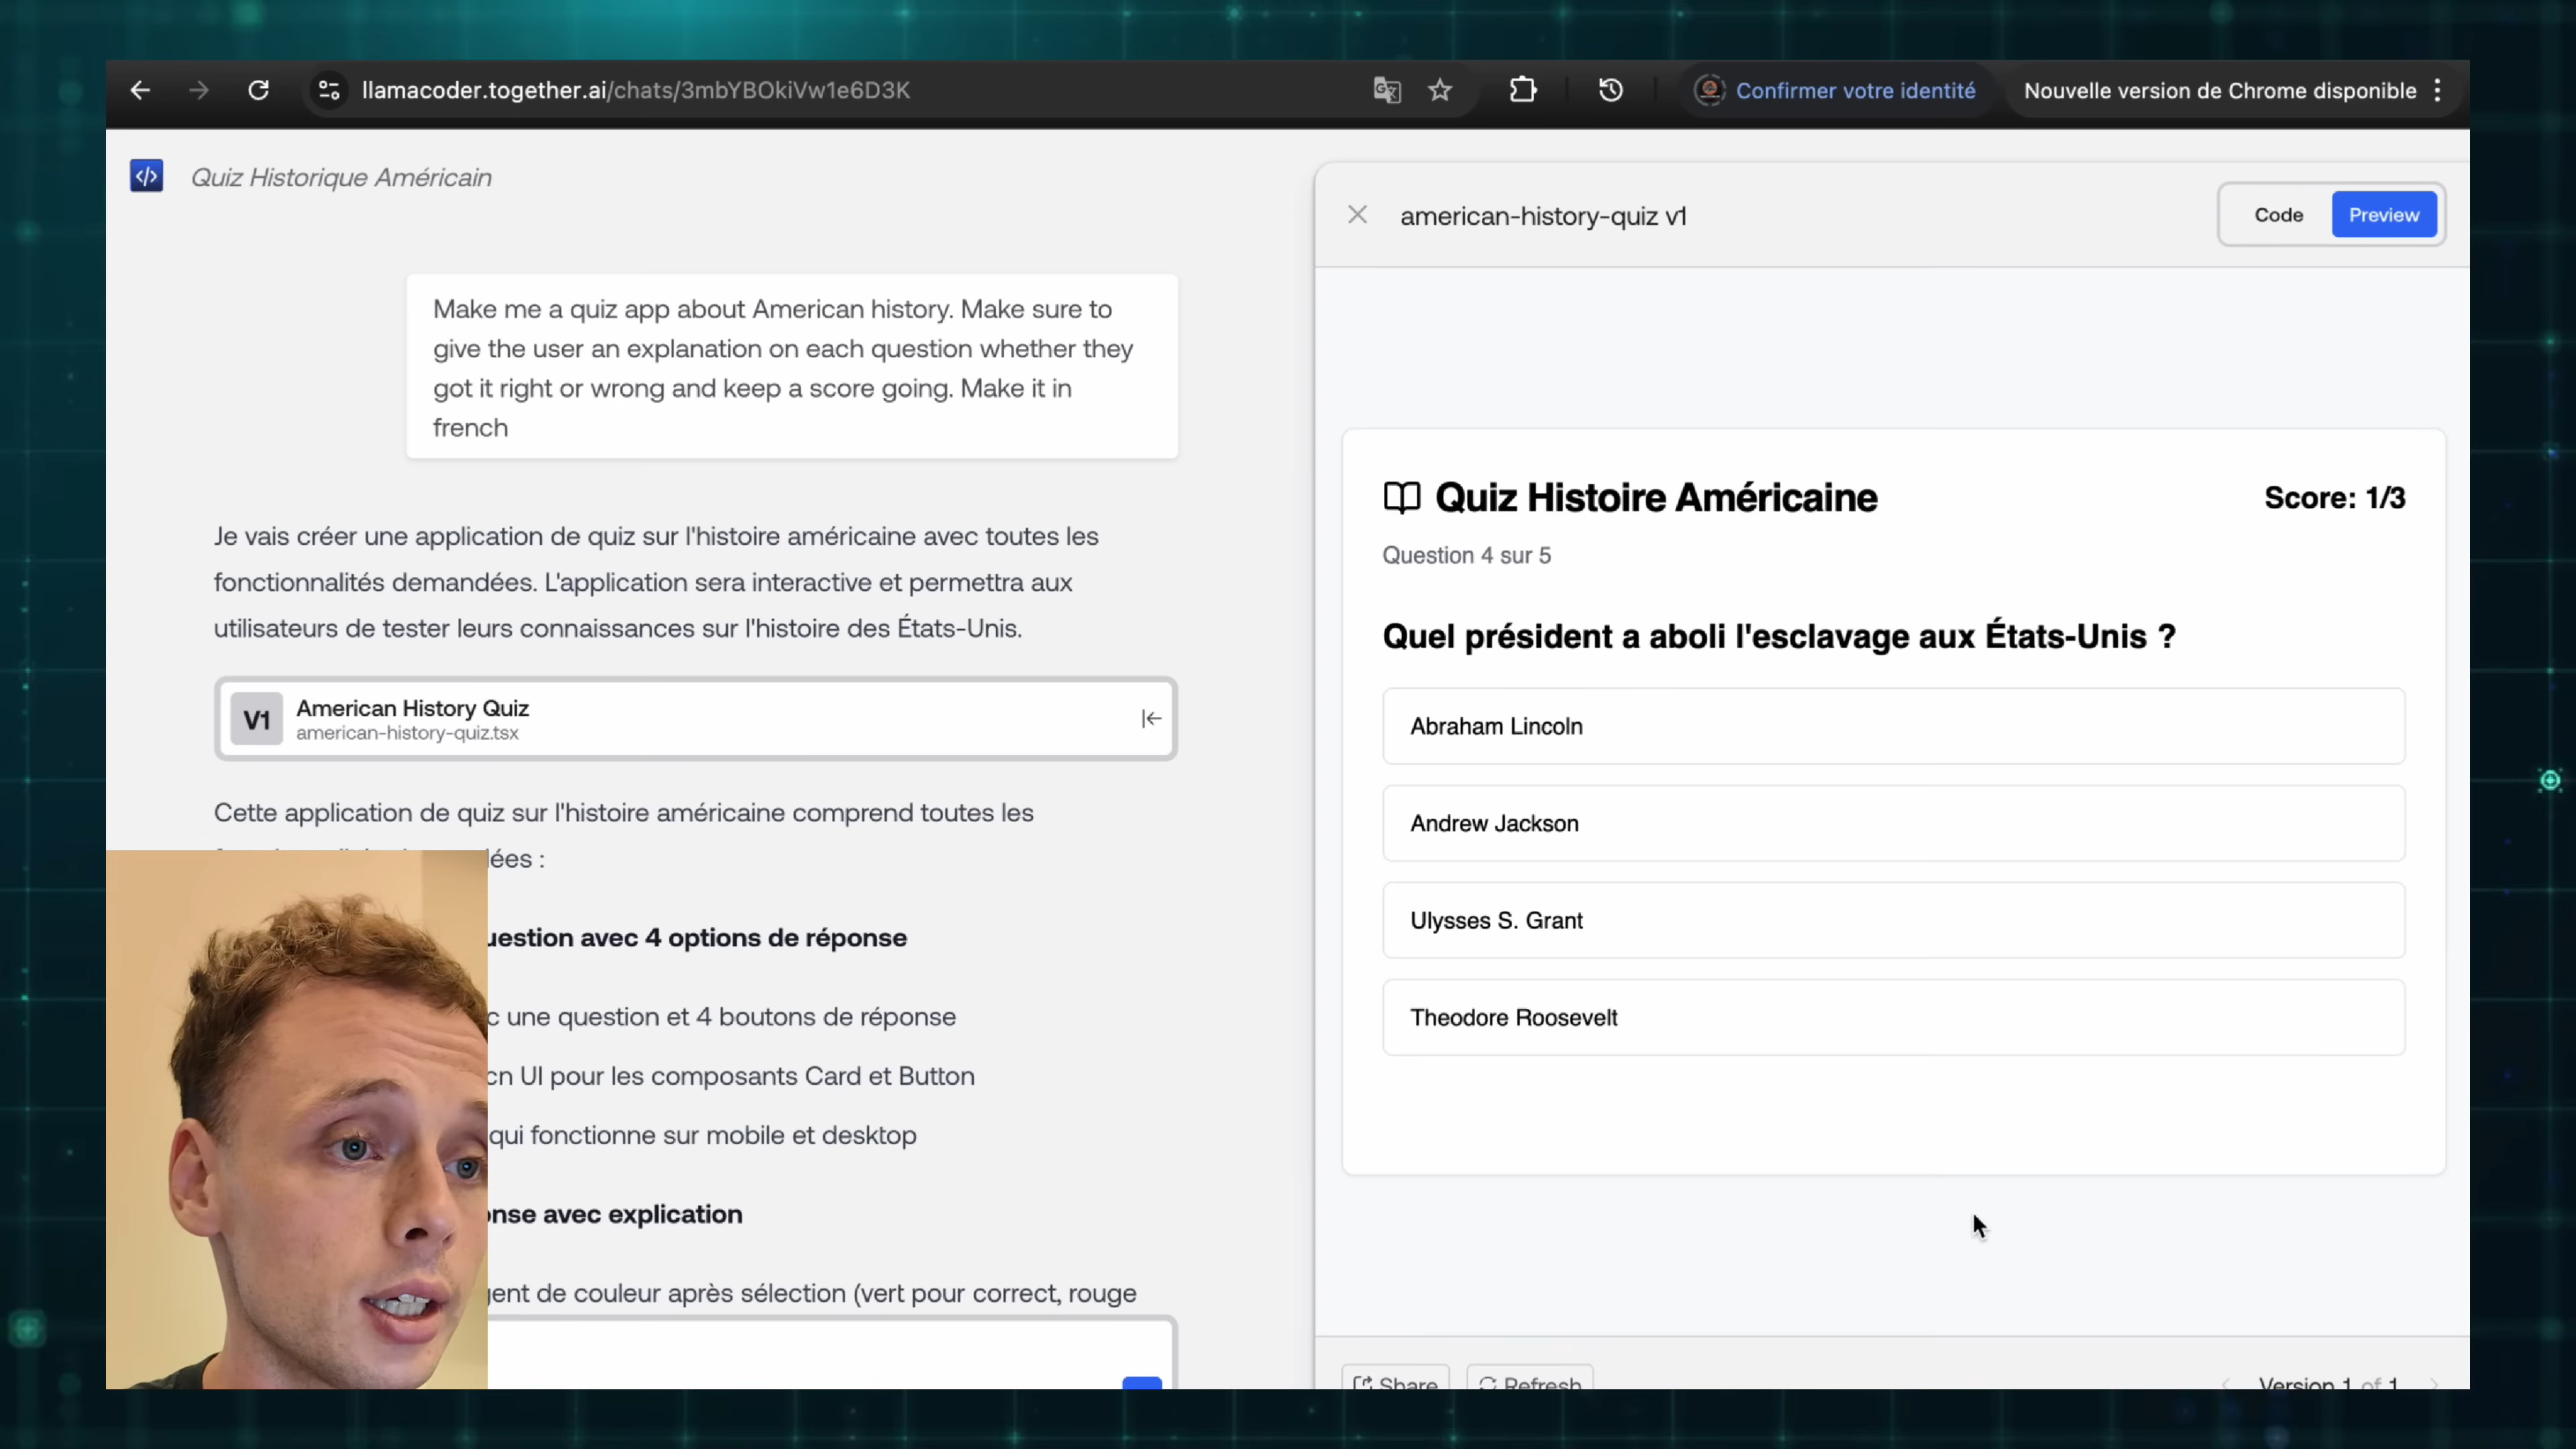 llamacoder.together.ai/chats/3mbYBOkiVw1e6D3K
Confirmer votre identité
Nouvelle version de Chrome disponible
Quiz Historique Américain
Make me a quiz app about American history. Make sure to
give the user an explanation on each question whether they
got it right or wrong and keep a score going. Make it in
french
Je vais créer une application de quiz sur l'histoire américaine avec toutes les
fonctionnalités demandées. L'application sera interactive et permettra aux
utilisateurs de tester leurs connaissances sur l'histoire des États-Unis.
V1
American History Quiz
american-history-quiz.tsx
Cette application de quiz sur l'histoire américaine comprend toutes les
ées :
uestion avec 4 options de réponse
c une question et 4 boutons de réponse
cn UI pour les composants Card et Button
qui fonctionne sur mobile et desktop
onse avec explication
gent de couleur après sélection (vert pour correct, rouge
american-history-quiz v1
Code
Preview
Quiz Histoire Américaine
Score: 1/3
Question 4 sur 5
Quel président a aboli l'esclavage aux États-Unis ?
Abraham Lincoln
Andrew Jackson
Ulysses S. Grant
Theodore Roosevelt
Share
Refresh
Version 1 of 1